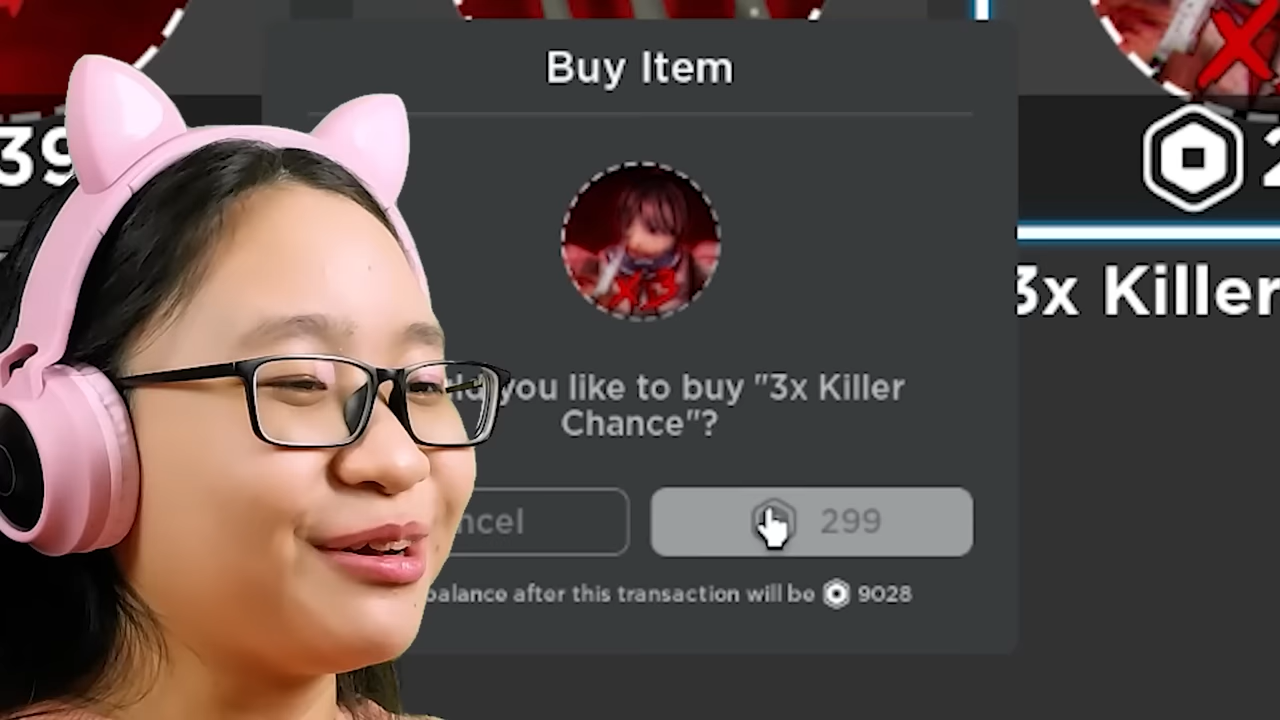 Buy Item
39
2
3x Killer
you like to buy "3x Killer
Chance"?
299
balance after this transaction will be 9028